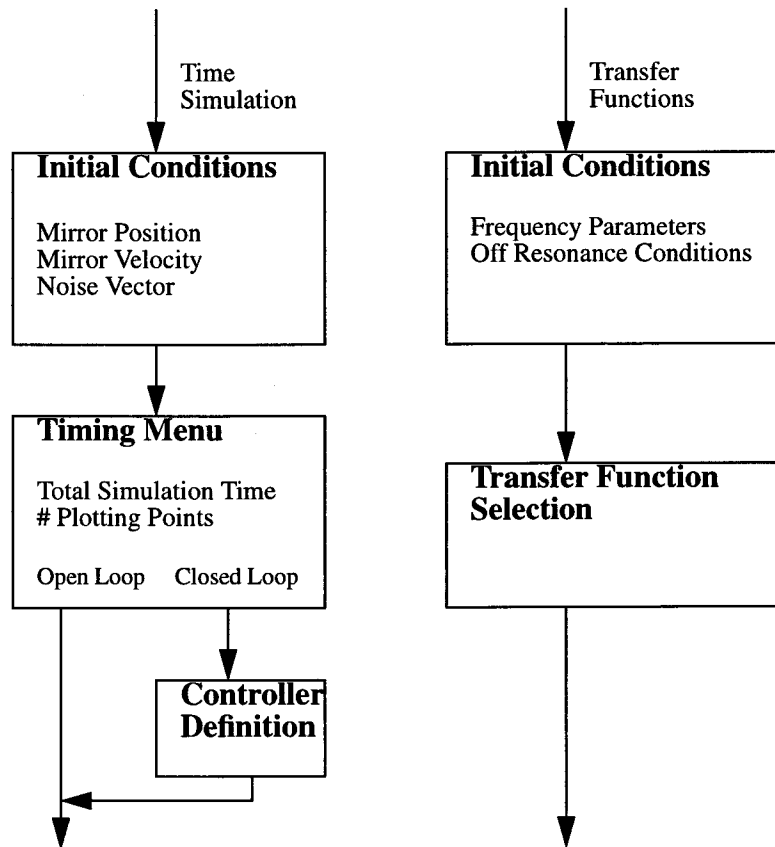 Time
Simulation
Initial Conditions
Mirror Position
Mirror Velocity
Noise Vector
Timing Menu
Total Simulation Time
# Plotting Points
Open Loop Closed Loop
Controller
Definition
Transfer
Functions
Initial Conditions
Frequency Parameters
Off Resonance Conditions
Transfer Function
Selection